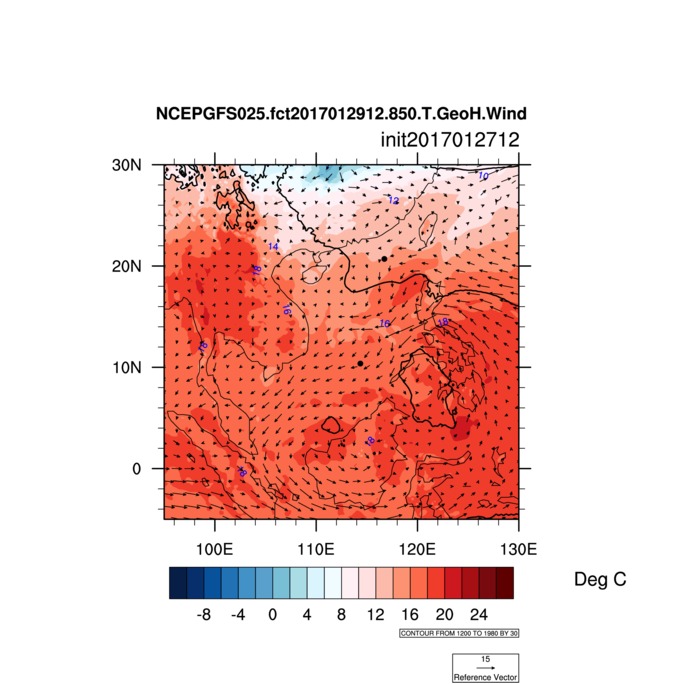 NCEPGFS025.fct2017012912.850.T.GeoH.Wind
init2017012712
30N
10
12
14
20N
18
16
16
18
18
10N
18
18
0
100E
110E
120E
130E
-8
-4
0
4
8
12
16
20
24
Deg C
CONTOUR FROM 1200 TO 1980 BY 30
15
Reference Vector